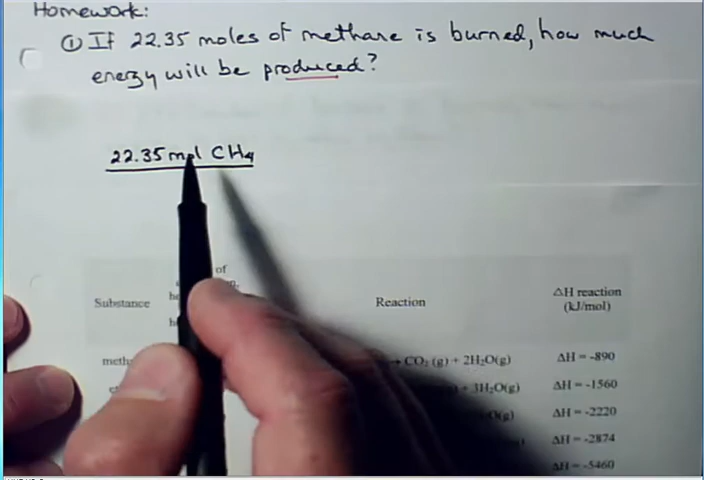 Homework:
① If 22.35 moles of methane is burned, how much
energy will be produced?
22.35 mol CH₄
of
Substance
Reaction
ΔH reaction
(kJ/mol)
CO₂ (g) + 2H₂O(g)
ΔH = -890
+ 3H₂O(g)
ΔH = -1560
ΔH = -2220
ΔH = -2874
ΔH = -5460